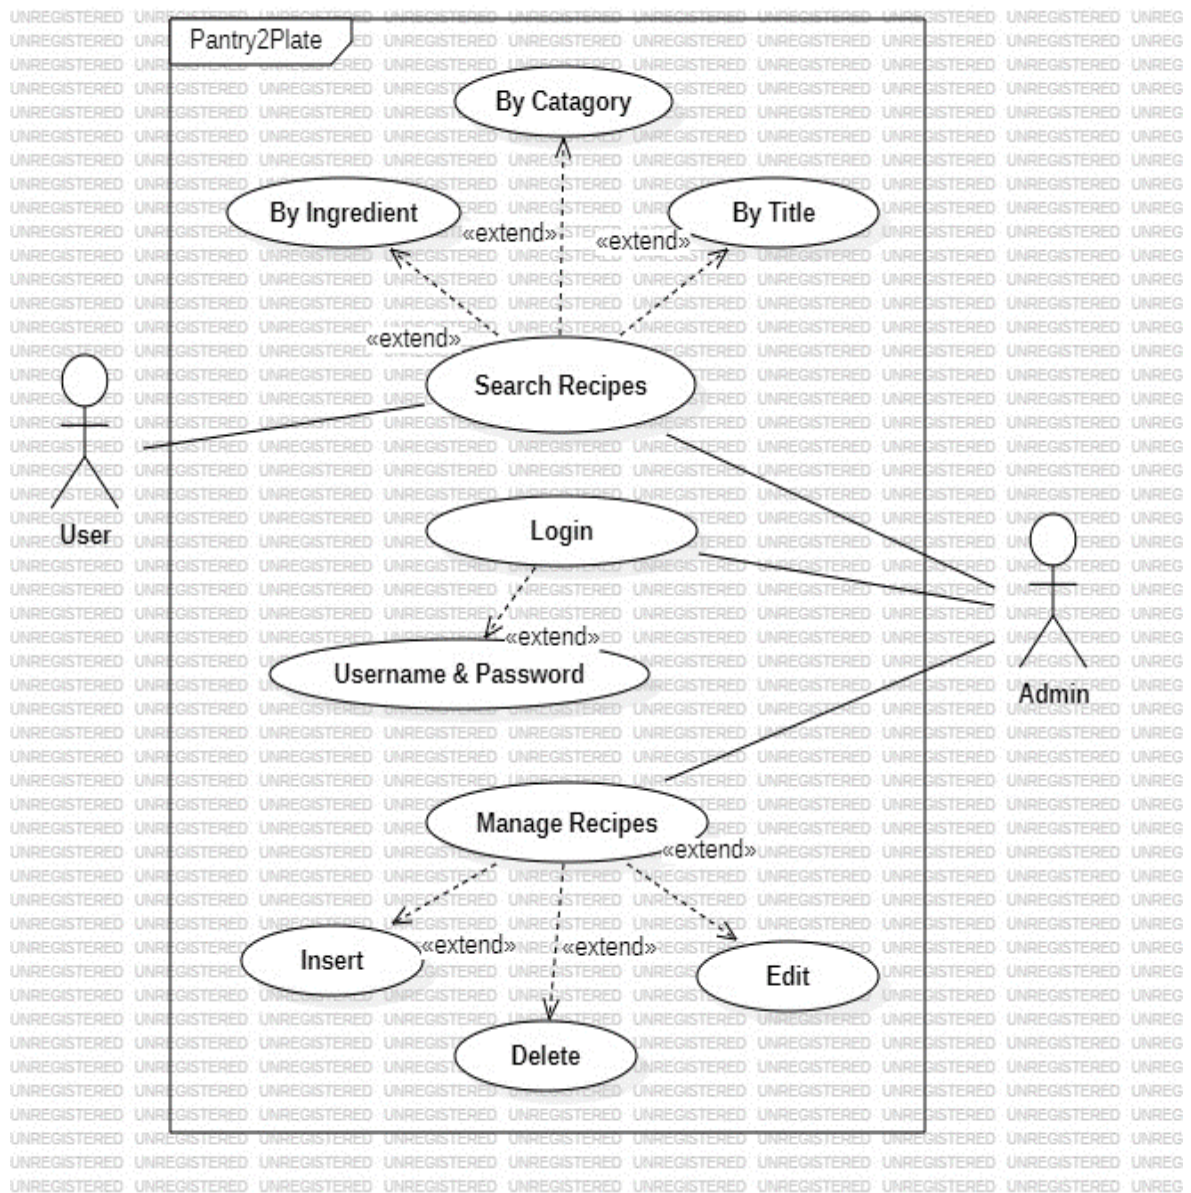 Pantry2Plate
By Catagory
By Ingredient
By Title
«extend»
«extend»
«extend»
Search Recipes
User
Login
«extend»
Username & Password
Admin
Manage Recipes
«extend»
«extend»
«extend»
Insert
Edit
Delete
UNREGISTERED